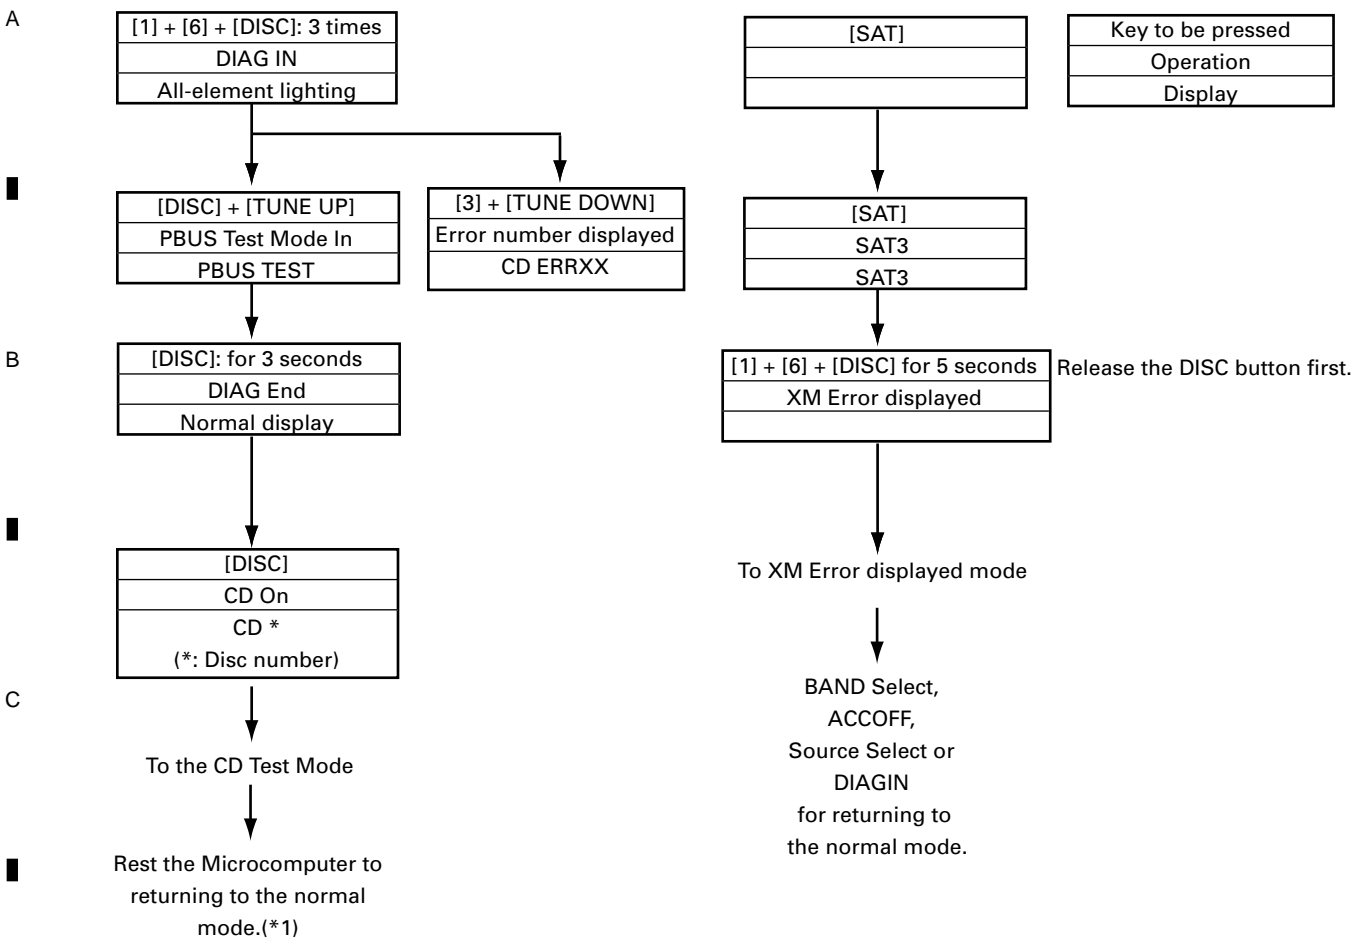 A
[1] + [6] + [DISC]: 3 times
DIAG IN
All-element lighting
[DISC] + [TUNE UP]
PBUS Test Mode In
PBUS TEST
[3] + [TUNE DOWN]
Error number displayed
CD ERRXX
B
[DISC]: for 3 seconds
DIAG End
Normal display
[DISC]
CD On
CD *
(*: Disc number)
C
To the CD Test Mode
Rest the Microcomputer to
returning to the normal
mode.(*1)
[SAT]
[SAT]
SAT3
SAT3
[1] + [6] + [DISC] for 5 seconds
XM Error displayed
Release the DISC button first.
To XM Error displayed mode
BAND Select,
ACCOFF,
Source Select or
DIAGIN
for returning to
the normal mode.
Key to be pressed
Operation
Display